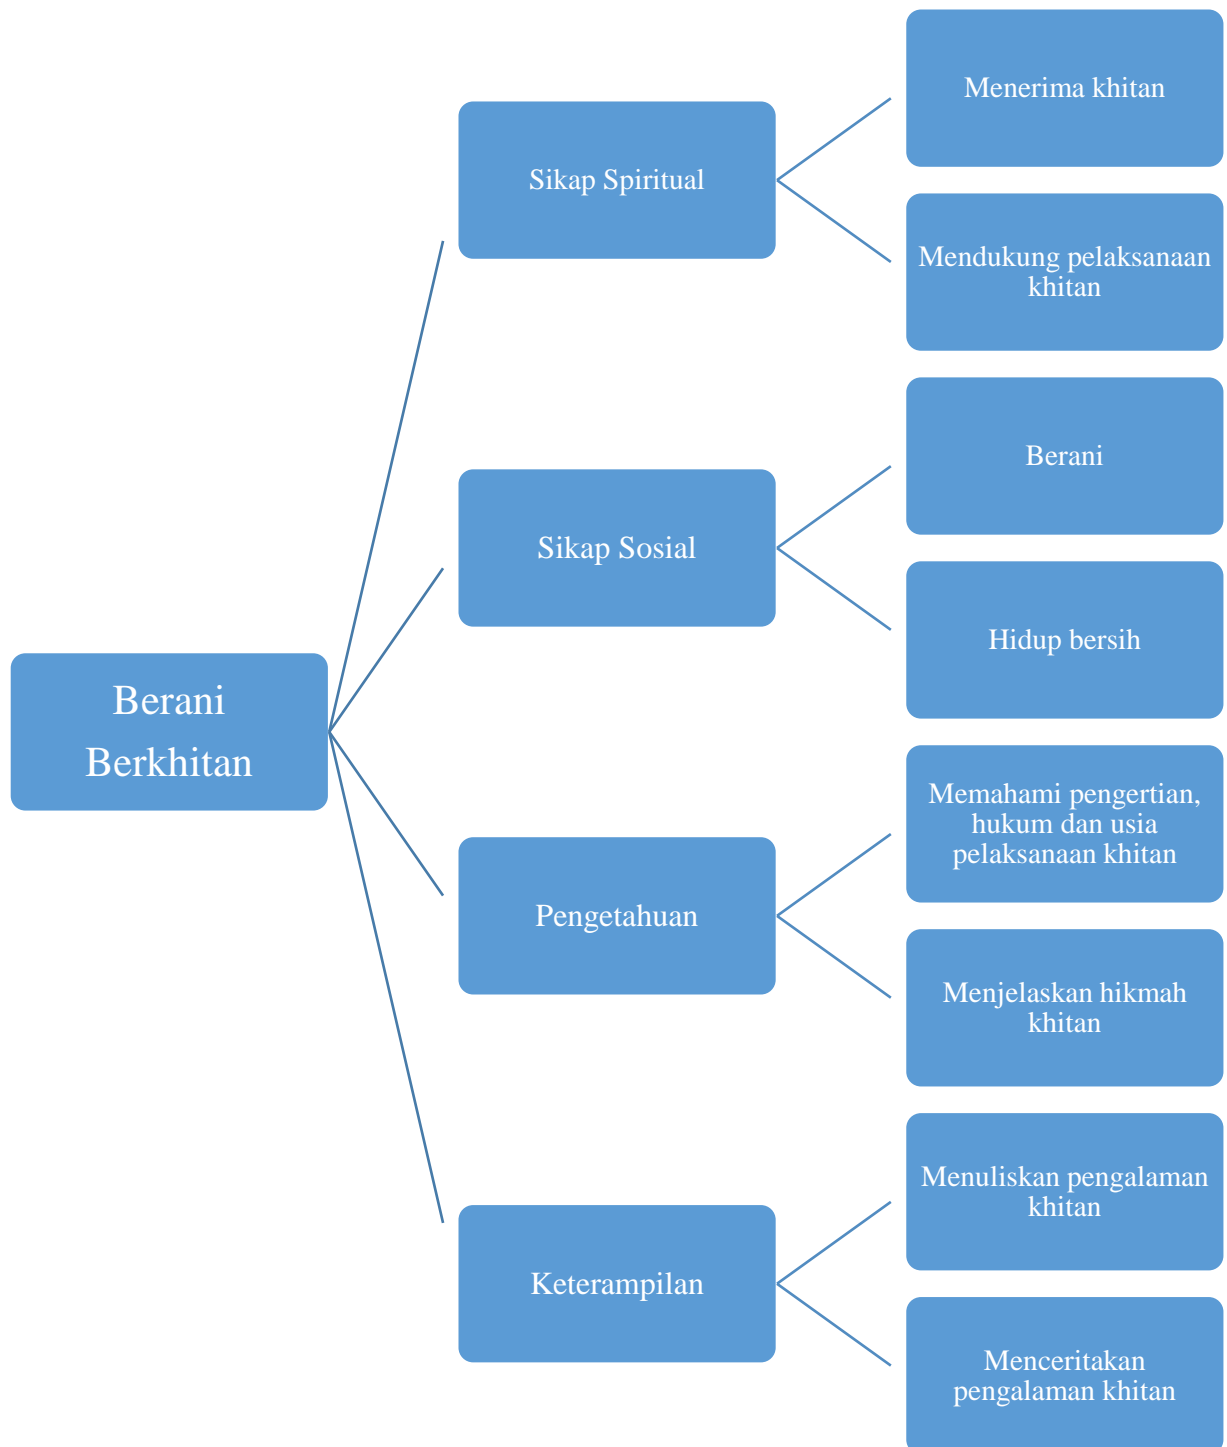 Berani
Berkhitan
Sikap Spiritual
Menerima khitan
Mendukung pelaksanaan
khitan
Sikap Sosial
Berani
Hidup bersih
Pengetahuan
Memahami pengertian,
hukum dan usia
pelaksanaan khitan
Menjelaskan hikmah
khitan
Keterampilan
Menuliskan pengalaman
khitan
Menceritakan
pengalaman khitan